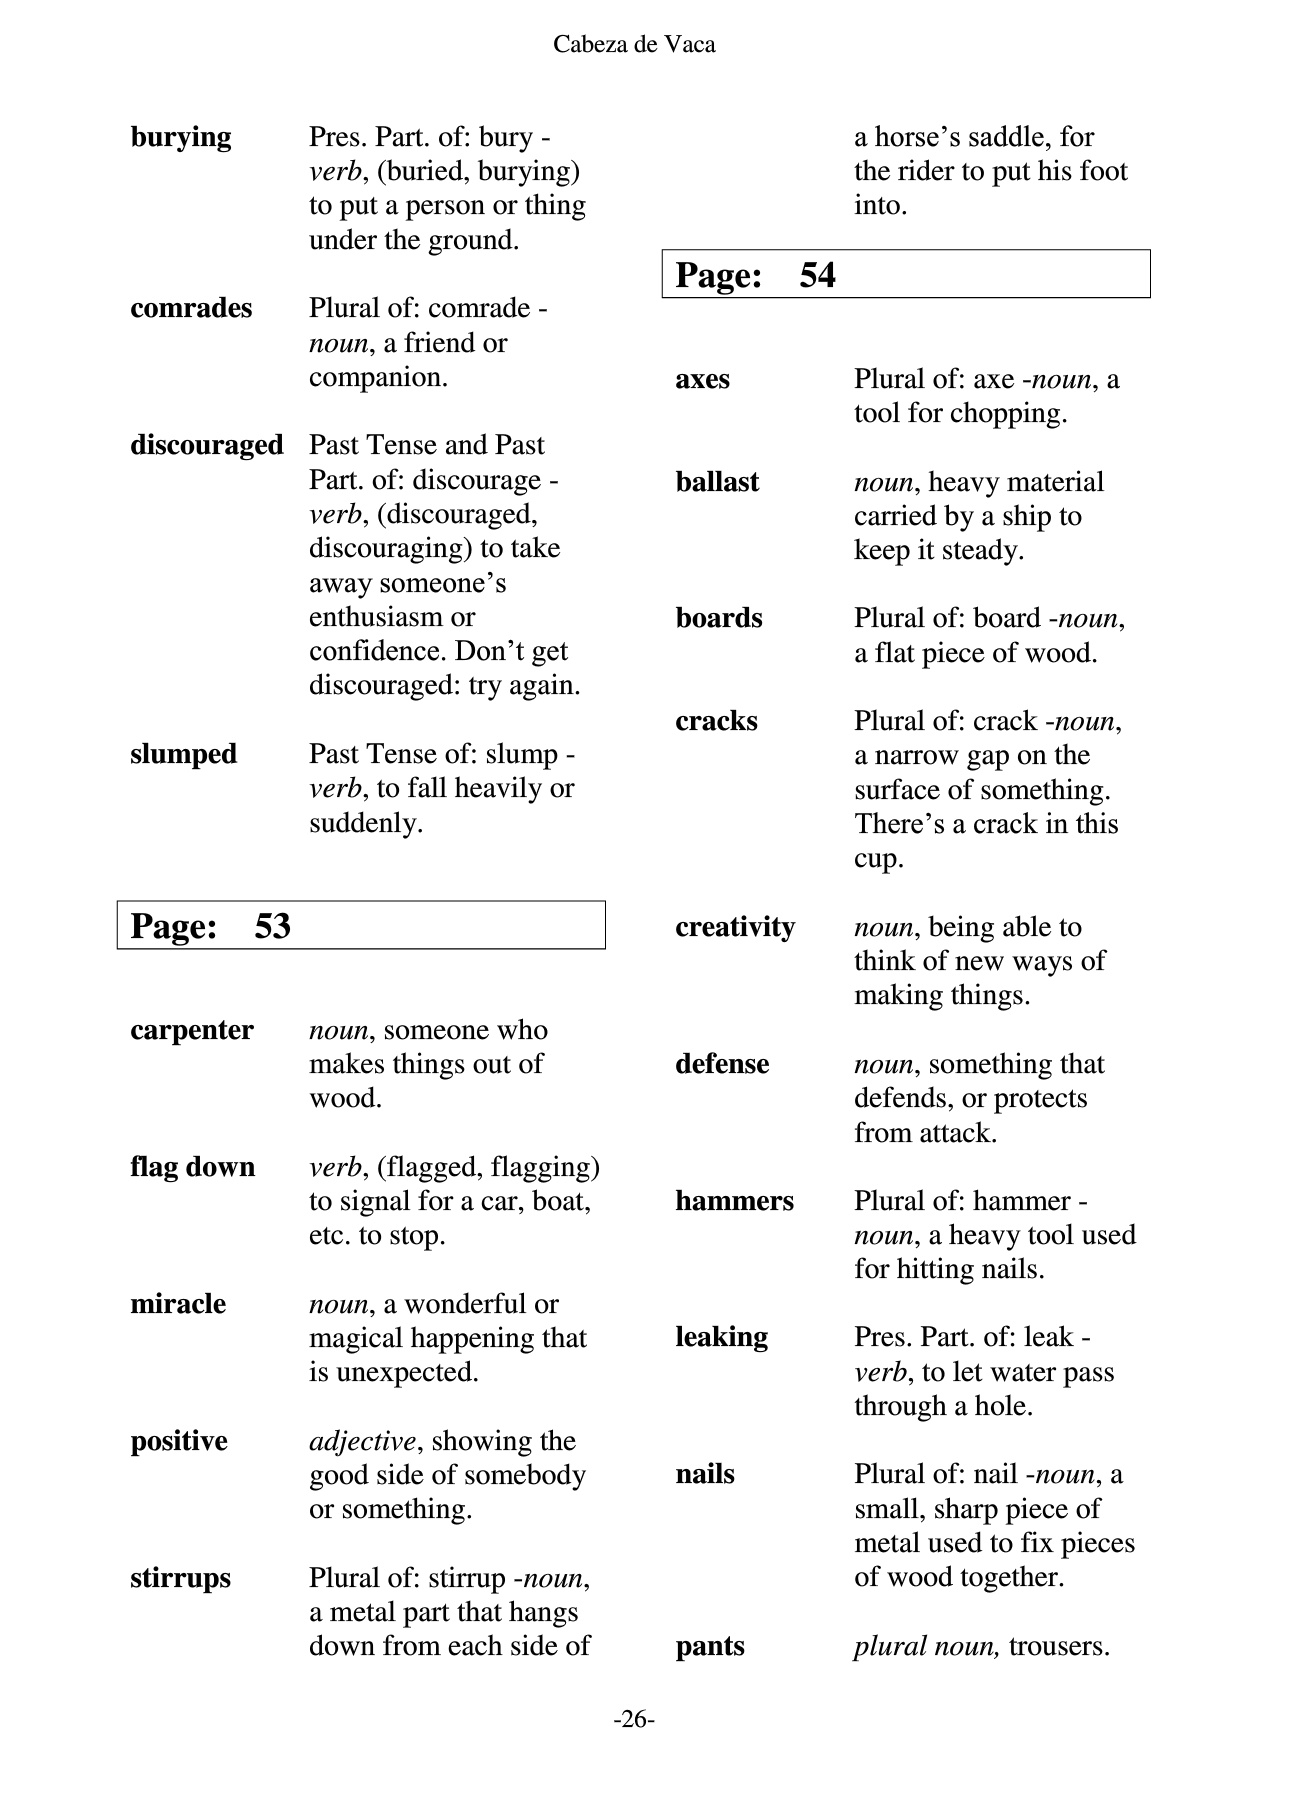 Cabeza de Vaca
burying Pres. Part. of: bury -
verb, (buried, burying)
to put a person or thing
under the ground.
comrades Plural of: comrade -
noun, a friend or
companion.
discouraged Past Tense and Past
Part. of: discourage -
verb, (discouraged,
discouraging) to take
away someone’s
enthusiasm or
confidence. Don’t get
discouraged: try again.
slumped Past Tense of: slump -
verb, to fall heavily or
suddenly.
Page: 53
carpenter noun, someone who
makes things out of
wood.
flag down verb, (flagged, flagging)
to signal for a car, boat,
etc. to stop.
miracle noun, a wonderful or
magical happening that
is unexpected.
positive adjective, showing the
good side of somebody
or something.
stirrups Plural of: stirrup -noun,
a metal part that hangs
down from each side of
a horse’s saddle, for
the rider to put his foot
into.
Page: 54
axes Plural of: axe -noun, a
tool for chopping.
ballast noun, heavy material
carried by a ship to
keep it steady.
boards Plural of: board -noun,
a flat piece of wood.
cracks Plural of: crack -noun,
a narrow gap on the
surface of something.
There’s a crack in this
cup.
creativity noun, being able to
think of new ways of
making things.
defense noun, something that
defends, or protects
from attack.
hammers Plural of: hammer -
noun, a heavy tool used
for hitting nails.
leaking Pres. Part. of: leak -
verb, to let water pass
through a hole.
nails Plural of: nail -noun, a
small, sharp piece of
metal used to fix pieces
of wood together.
pants plural noun, trousers.
-26-